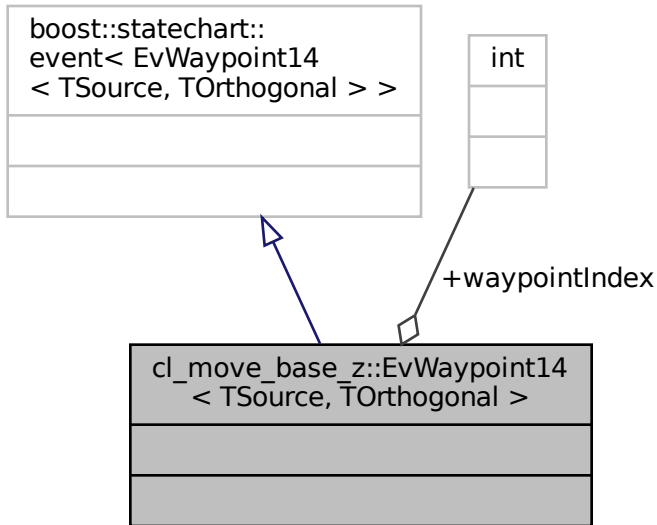 boost::statechart::
event< EvWaypoint14
< TSource, TOrthogonal > >
int
+waypointIndex
cl_move_base_z::EvWaypoint14
< TSource, TOrthogonal >